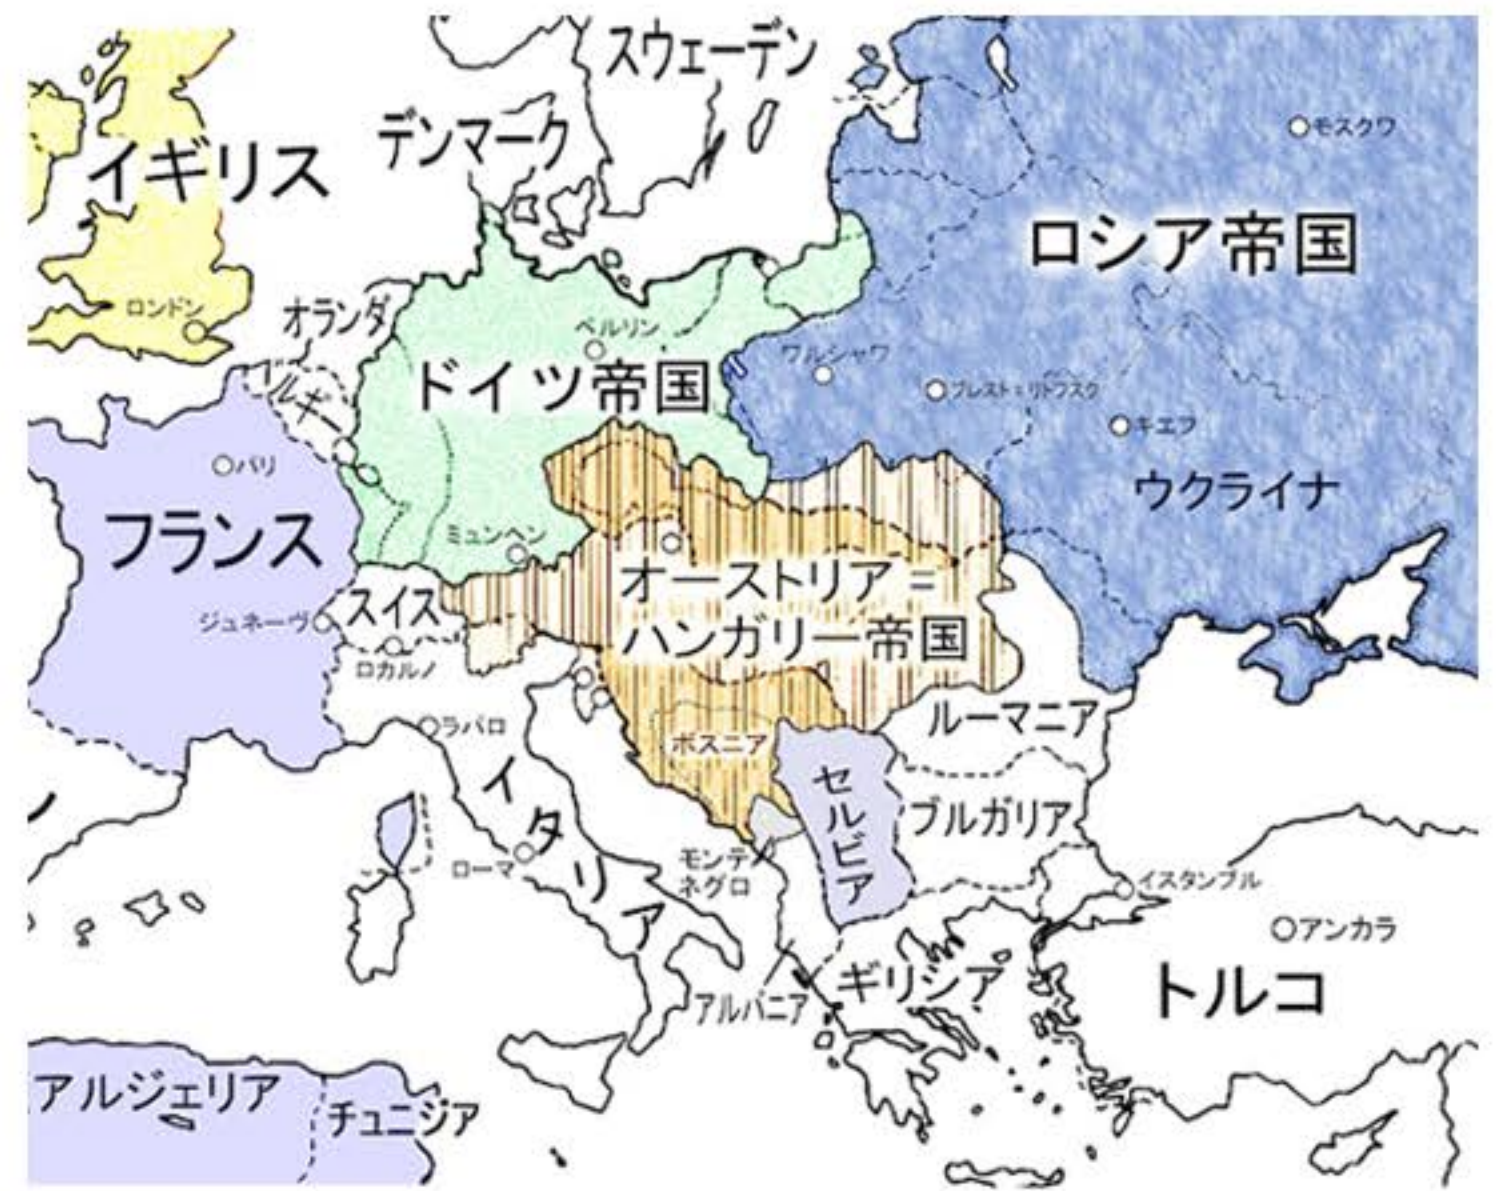 スウェーデン
デンマーク
モスクワ
イギリス
ロシア帝国
ロンドン
オランダ
ベルリン
ワルシャワ
ベルギー
ドイツ帝国
ブレスト=リトフスク
キエフ
パリ
ウクライナ
フランス
ミュンヘン
オーストリア=
ハンガリー帝国
スイス
ジュネーヴ
ロカルノ
ルーマニア
ラパロ
ボスニア
イタリア
セルビア
ブルガリア
ローマ
モンテ
ネグロ
イスタンブル
アンカラ
ギリシア
トルコ
アルバニア
アルジェリア
チュニジア